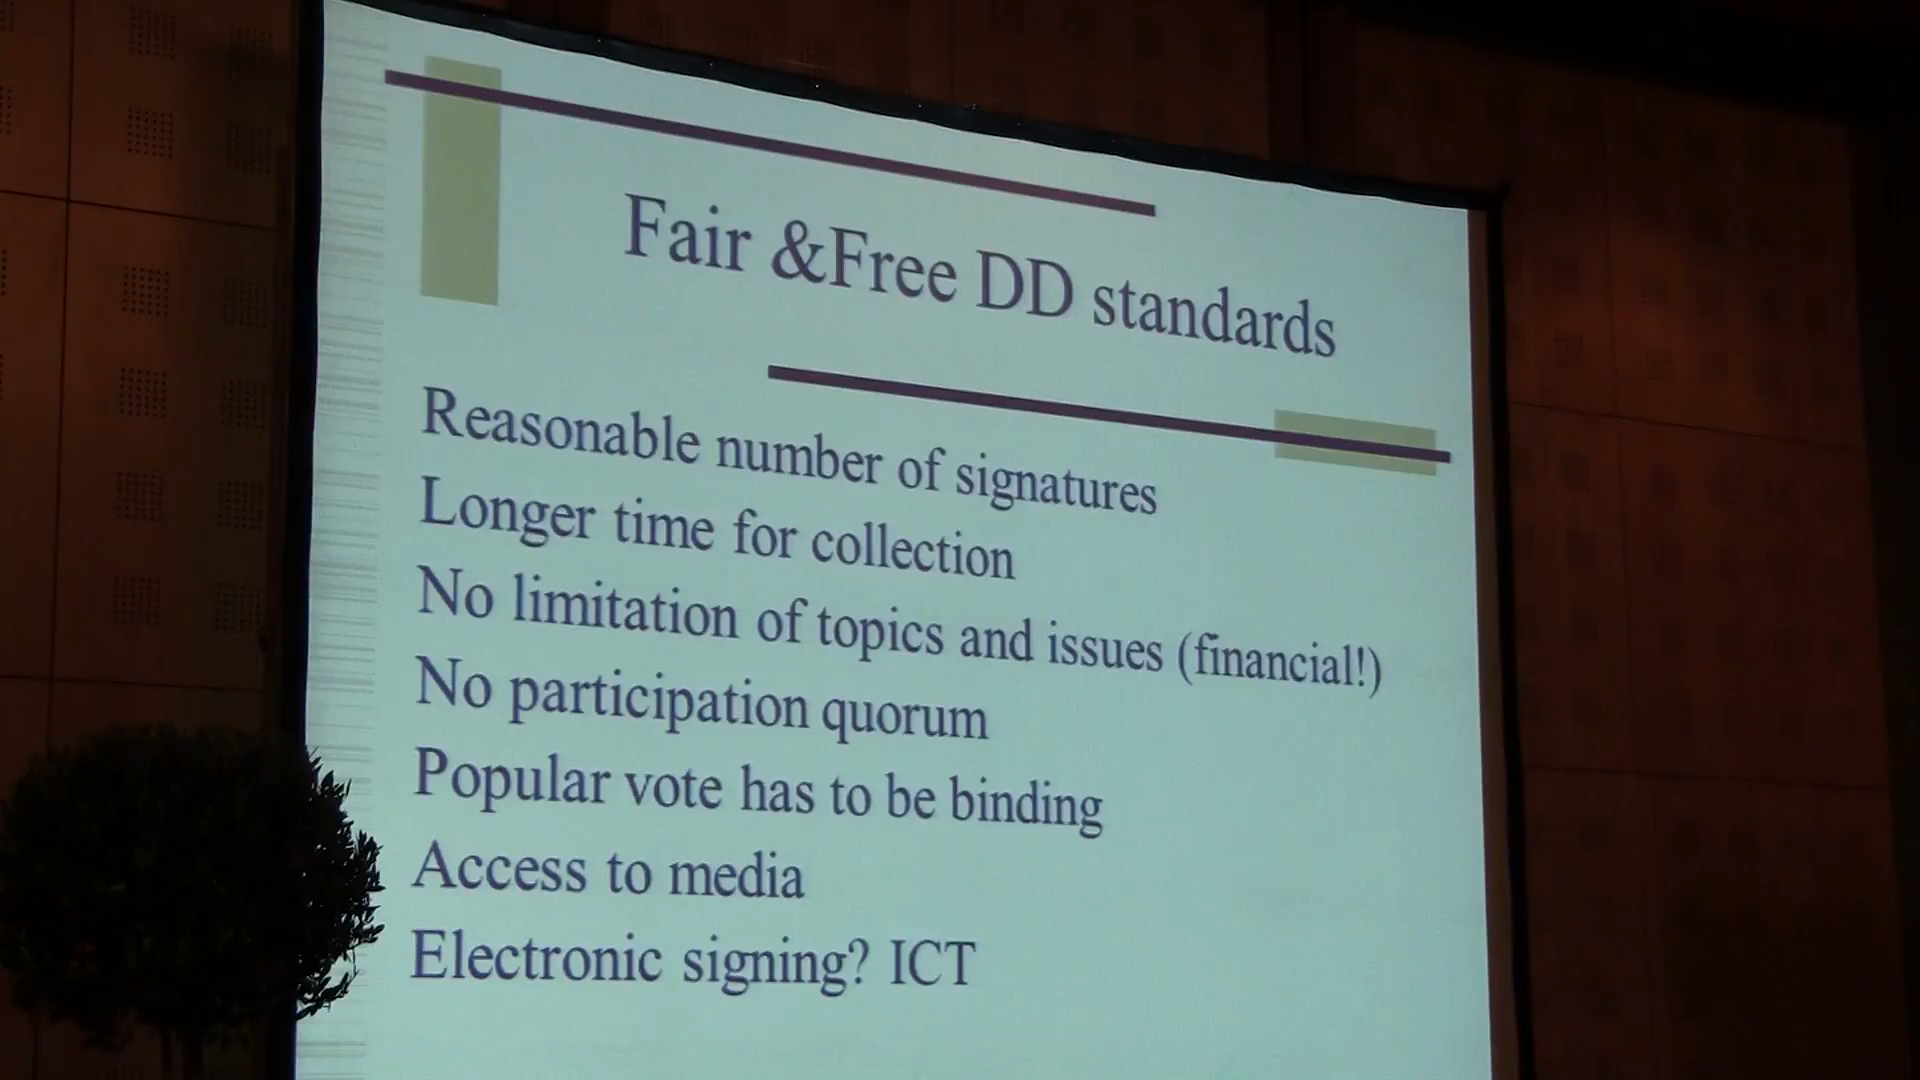 Fair &Free DD standards
Reasonable number of signatures
Longer time for collection
No limitation of topics and issues (financial!)
No participation quorum
Popular vote has to be binding
Access to media
Electronic signing? ICT